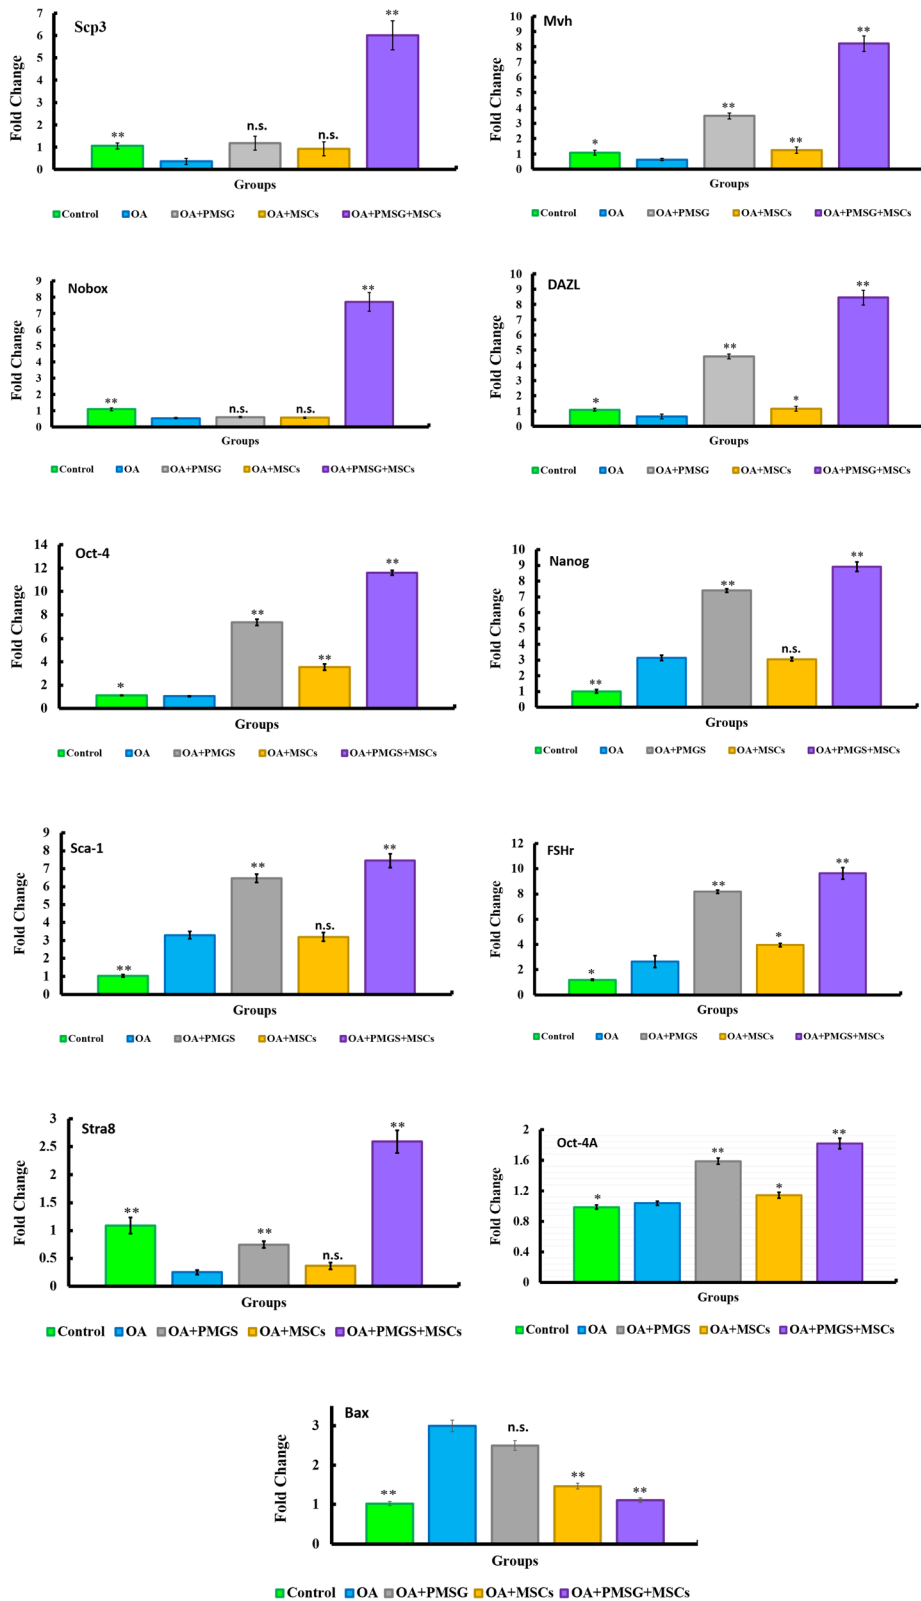 Scp3
Fold Change
7
6
5
4
3
2
1
0
**
n.s.
n.s.
**
Groups
Control OA OA+PMSG OA+MSCs OA+PMSG+MSCs
Mvh
Fold Change
10
9
8
7
6
5
4
3
2
1
0
*
**
**
**
Groups
Control OA OA+PMSG OA+MSCs OA+PMSG+MSCs
Nobox
Fold Change
9
8
7
6
5
4
3
2
1
0
**
n.s.
n.s.
**
Groups
Control OA OA+PMSG OA+MSCs OA+PMSG+MSCs
DAZL
Fold Change
10
9
8
7
6
5
4
3
2
1
0
*
**
*
**
Groups
Control OA OA+PMSG OA+MSCs OA+PMSG+MSCs
Oct-4
Fold Change
14
12
10
8
6
4
2
0
*
**
**
**
Groups
Control OA OA+PMGS OA+MSCs OA+PMGS+MSCs
Nanog
Fold Change
10
9
8
7
6
5
4
3
2
1
0
**
**
n.s.
**
Groups
Control OA OA+PMGS OA+MSCs OA+PMGS+MSCs
Sca-1
Fold Change
9
8
7
6
5
4
3
2
1
0
**
**
n.s.
**
Groups
Control OA OA+PMGS OA+MSCs OA+PMGS+MSCs
FSHr
Fold Change
12
10
8
6
4
2
0
*
**
*
**
Groups
Control OA OA+PMGS OA+MSCs OA+PMGS+MSCs
Stra8
Fold Change
3
2.5
2
1.5
1
0.5
0
**
**
n.s.
**
Groups
Control OA OA+PMGS OA+MSCs OA+PMGS+MSCs
Oct-4A
Fold Change
2
1.6
1.2
0.8
0.4
0
*
**
*
**
Groups
Control OA OA+PMGS OA+MSCs OA+PMGS+MSCs
Bax
Fold Change
3
2
1
0
**
n.s.
**
**
Groups
Control OA OA+PMSG OA+MSCs OA+PMSG+MSCs